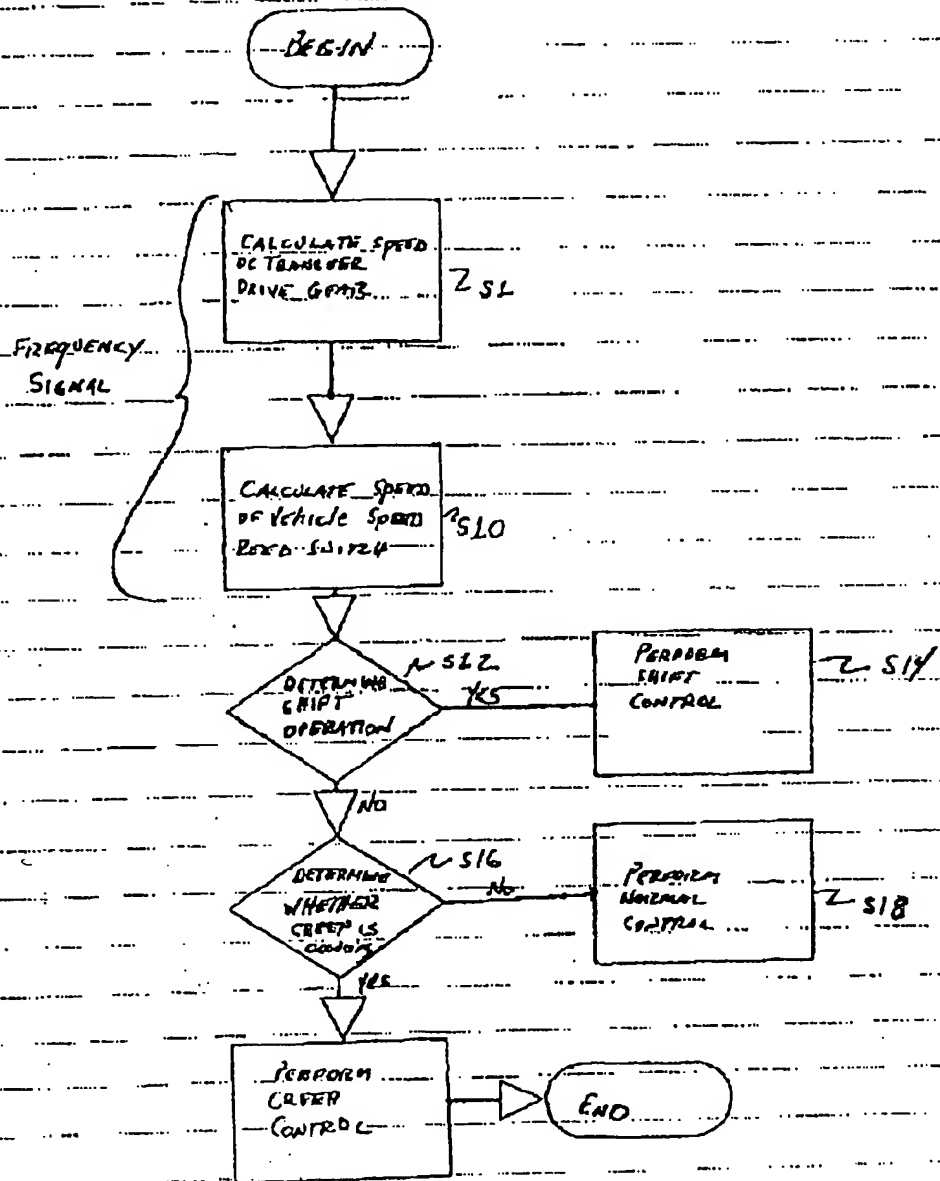 BEGIN
CALCULATE SPEED
OF TRANSFER
DRIVE GEAR
S1
FREQUENCY
SIGNAL
CALCULATE SPEED
OF Vehicle SPEED
REED SWITCH
S10
S12
DETERMINE
SHIFT
OPERATION
YES
PERFORM
SHIFT
CONTROL
S14
NO
S16
DETERMINE
WHETHER
CREEP IS
NO
PERFORM
NORMAL
CONTROL
S18
YES
PERFORM
CREEP
CONTROL
END